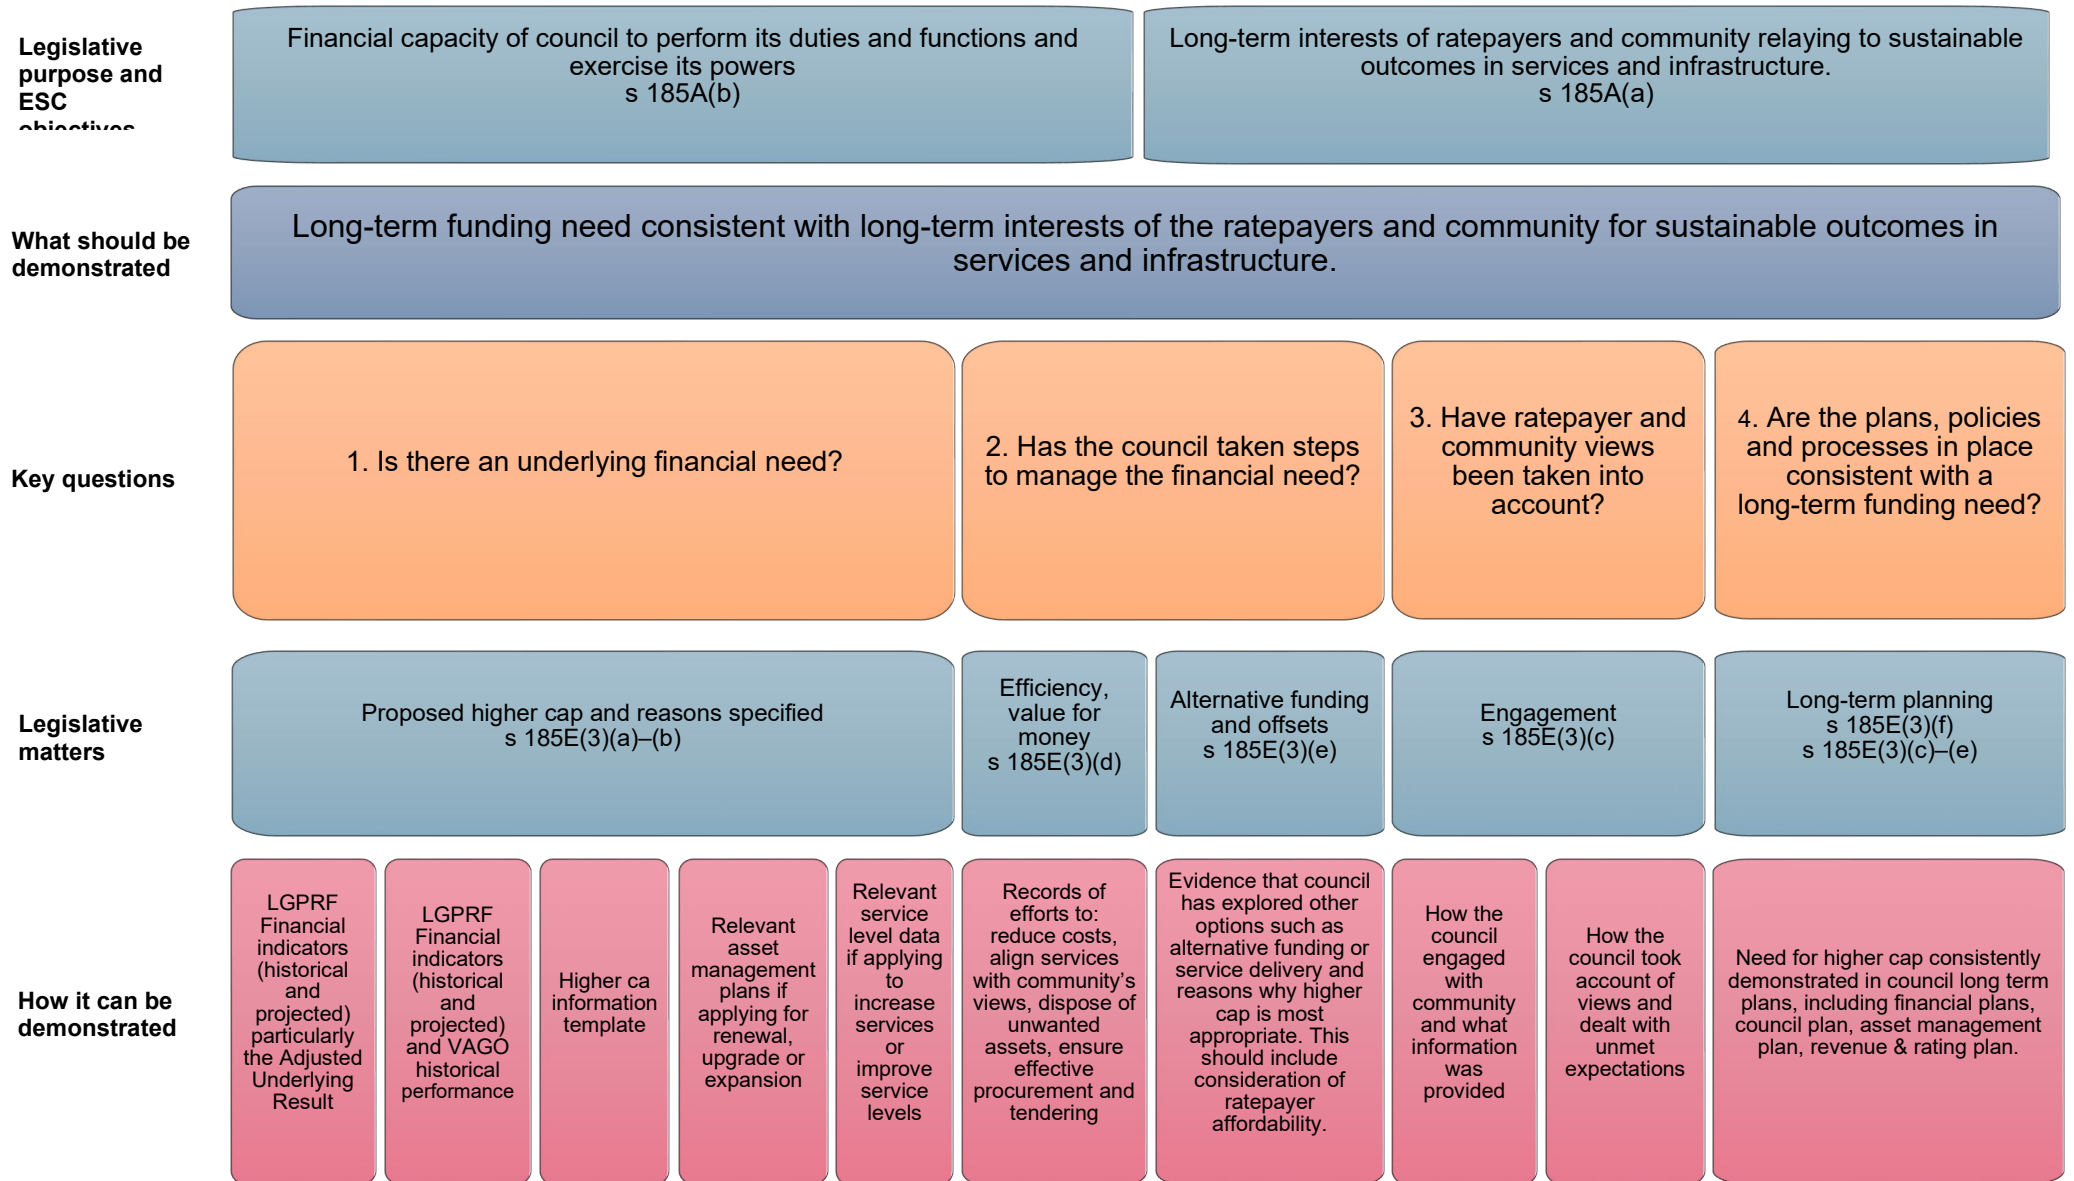 Legislative
purpose and
ESC
objectives
Financial capacity of council to perform its duties and functions and
exercise its powers
s 185A(b)
Long-term interests of ratepayers and community relaying to sustainable
outcomes in services and infrastructure.
s 185A(a)
What should be
demonstrated
Long-term funding need consistent with long-term interests of the ratepayers and community for sustainable outcomes in
services and infrastructure.
Key questions
1. Is there an underlying financial need?
2. Has the council taken steps
to manage the financial need?
3. Have ratepayer and
community views
been taken into
account?
4. Are the plans, policies
and processes in place
consistent with a
long-term funding need?
Legislative
matters
Proposed higher cap and reasons specified
s 185E(3)(a)–(b)
Efficiency,
value for
money
s 185E(3)(d)
Alternative funding
and offsets
s 185E(3)(e)
Engagement
s 185E(3)(c)
Long-term planning
s 185E(3)(f)
s 185E(3)(c)–(e)
How it can be
demonstrated
LGPRF
Financial
indicators
(historical
and
projected)
particularly
the Adjusted
Underlying
Result
LGPRF
Financial
indicators
(historical
and
projected)
and VAGO
historical
performance
Higher ca
information
template
Relevant
asset
management
plans if
applying for
renewal,
upgrade or
expansion
Relevant
service
level data
if applying
to
increase
services
or
improve
service
levels
Records of
efforts to:
reduce costs,
align services
with community’s
views, dispose of
unwanted
assets, ensure
effective
procurement and
tendering
Evidence that council
has explored other
options such as
alternative funding or
service delivery and
reasons why higher
cap is most
appropriate. This
should include
consideration of
ratepayer
affordability.
How the
council
engaged
with
community
and what
information
was
provided
How the
council took
account of
views and
dealt with
unmet
expectations
Need for higher cap consistently
demonstrated in council long term
plans, including financial plans,
council plan, asset management
plan, revenue & rating plan.